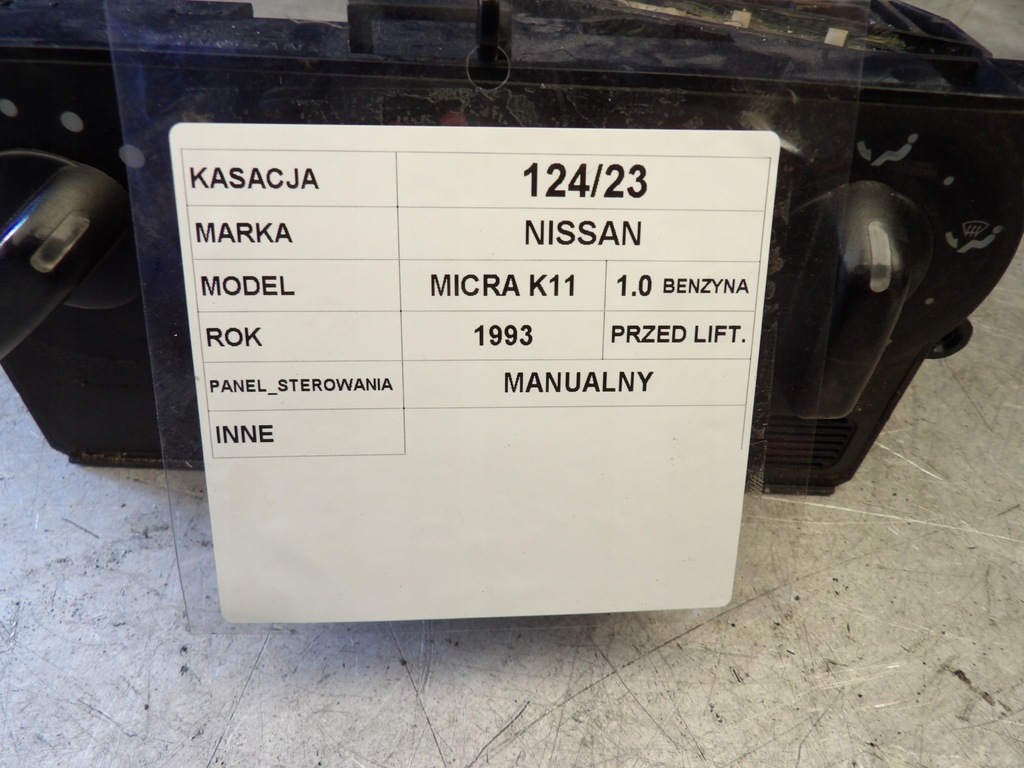 KASACJA 124/23
MARKA NISSAN
MODEL MICRA K11 1.0 BENZYNA
ROK 1993 PRZED LIFT.
PANEL_STEROWANIA MANUALNY
INNE